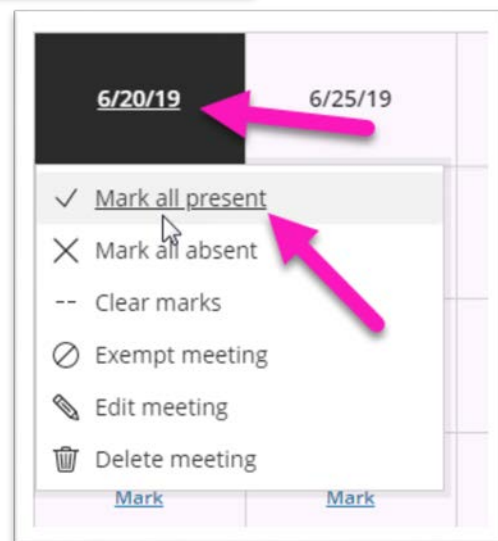 6/20/19 6/25/19
Mark all present
Mark all absent
Clear marks
Exempt meeting
Edit meeting
Delete meeting
Mark Mark